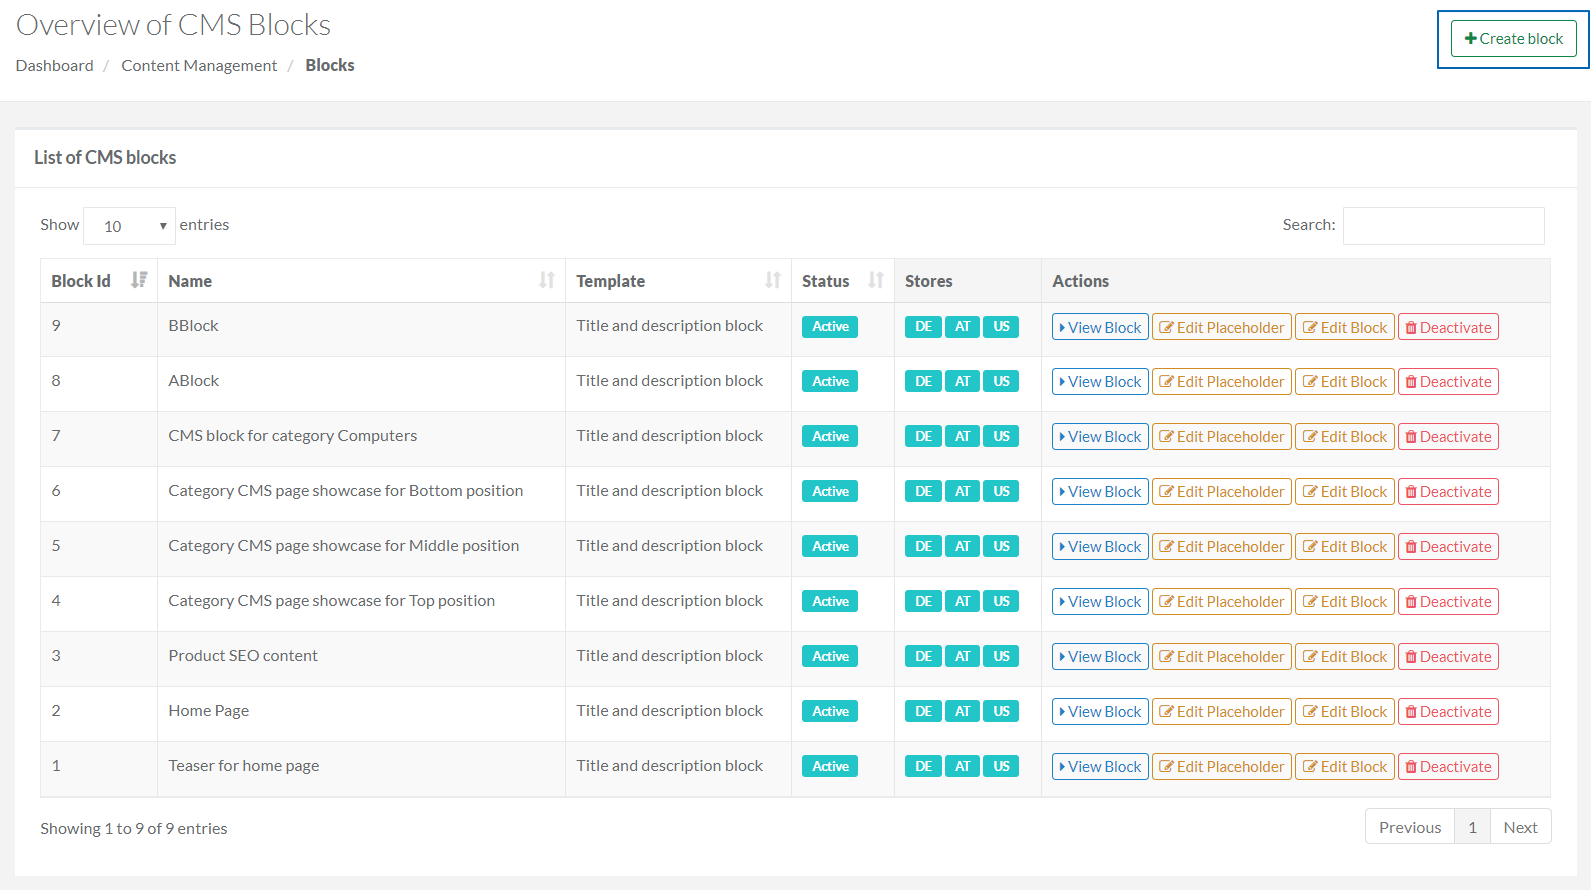 Overview of CMS Blocks
Create block
Dashboard / Content Management / Blocks
List of CMS blocks
Show 10 entries Search:
Block Id Name Template Status Stores Actions
9 BBlock Title and description block Active DE AT US View Block Edit Placeholder Edit Block Deactivate
8 ABlock Title and description block Active DE AT US View Block Edit Placeholder Edit Block Deactivate
7 CMS block for category Computers Title and description block Active DE AT US View Block Edit Placeholder Edit Block Deactivate
6 Category CMS page showcase for Bottom position Title and description block Active DE AT US View Block Edit Placeholder Edit Block Deactivate
5 Category CMS page showcase for Middle position Title and description block Active DE AT US View Block Edit Placeholder Edit Block Deactivate
4 Category CMS page showcase for Top position Title and description block Active DE AT US View Block Edit Placeholder Edit Block Deactivate
3 Product SEO content Title and description block Active DE AT US View Block Edit Placeholder Edit Block Deactivate
2 Home Page Title and description block Active DE AT US View Block Edit Placeholder Edit Block Deactivate
1 Teaser for home page Title and description block Active DE AT US View Block Edit Placeholder Edit Block Deactivate
Showing 1 to 9 of 9 entries Previous 1 Next